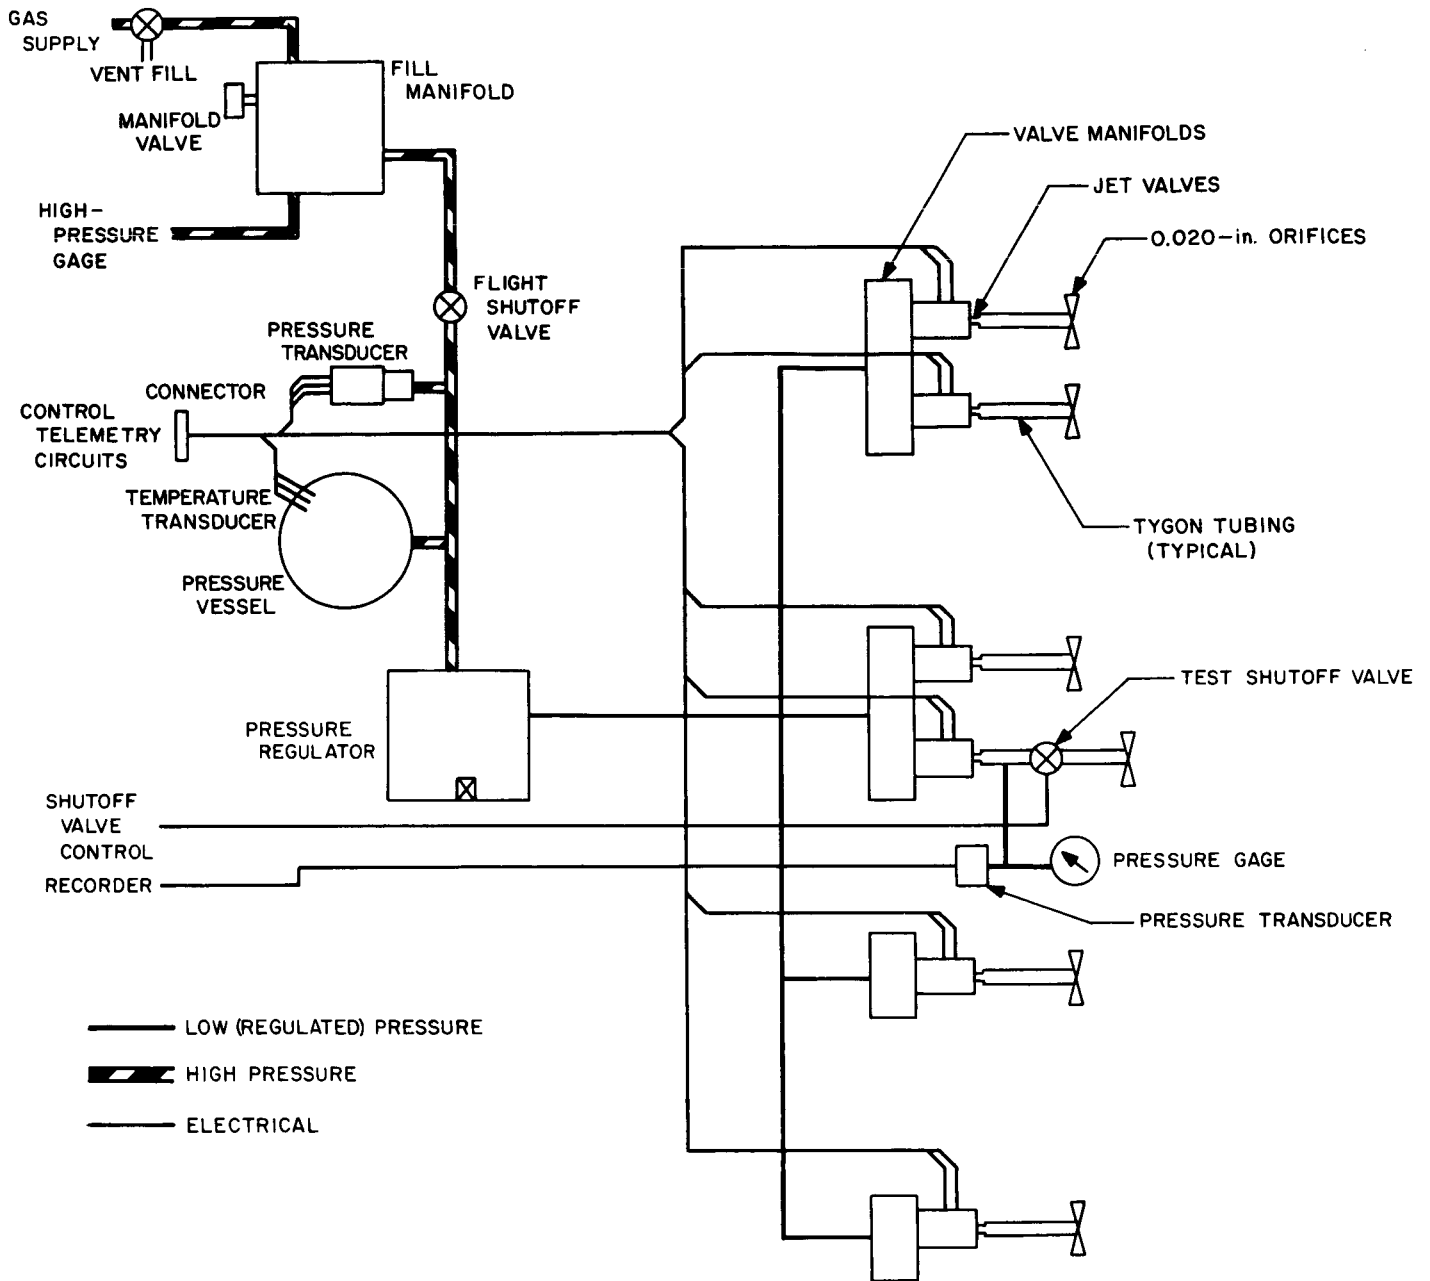 GAS
SUPPLY
VENT FILL
FILL
MANIFOLD
MANIFOLD
VALVE
HIGH-
PRESSURE
GAGE
VALVE MANIFOLDS
JET VALVES
0.020-in. ORIFICES
FLIGHT
SHUTOFF
VALVE
PRESSURE
TRANSDUCER
CONNECTOR
CONTROL
TELEMETRY
CIRCUITS
TEMPERATURE
TRANSDUCER
TYGON TUBING
(TYPICAL)
PRESSURE
VESSEL
TEST SHUTOFF VALVE
PRESSURE
REGULATOR
SHUTOFF
VALVE
CONTROL
RECORDER
PRESSURE GAGE
PRESSURE TRANSDUCER
LOW (REGULATED) PRESSURE
HIGH PRESSURE
ELECTRICAL